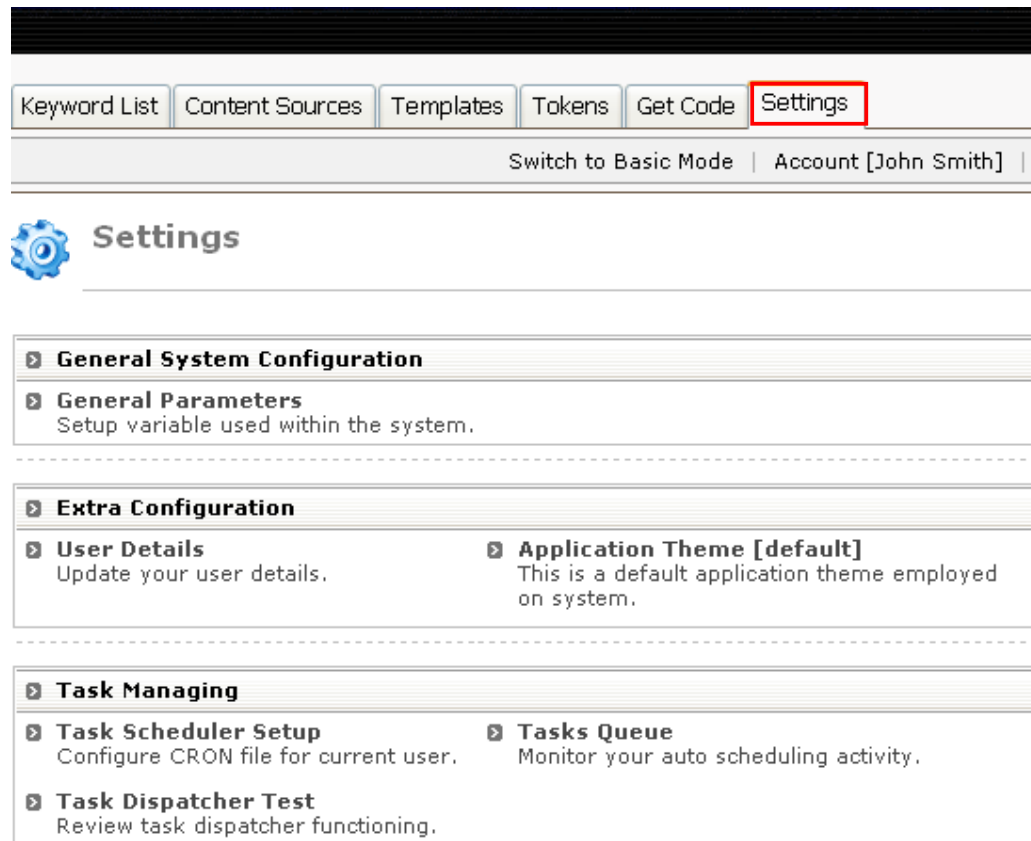 Keyword List Content Sources Templates Tokens Get Code Settings
Switch to Basic Mode | Account [John Smith] |
Settings
General System Configuration
General Parameters
Setup variable used within the system.
Extra Configuration
User Details Application Theme [default]
Update your user details. This is a default application theme employed
on system.
Task Managing
Task Scheduler Setup Tasks Queue
Configure CRON file for current user. Monitor your auto scheduling activity.
Task Dispatcher Test
Review task dispatcher functioning.